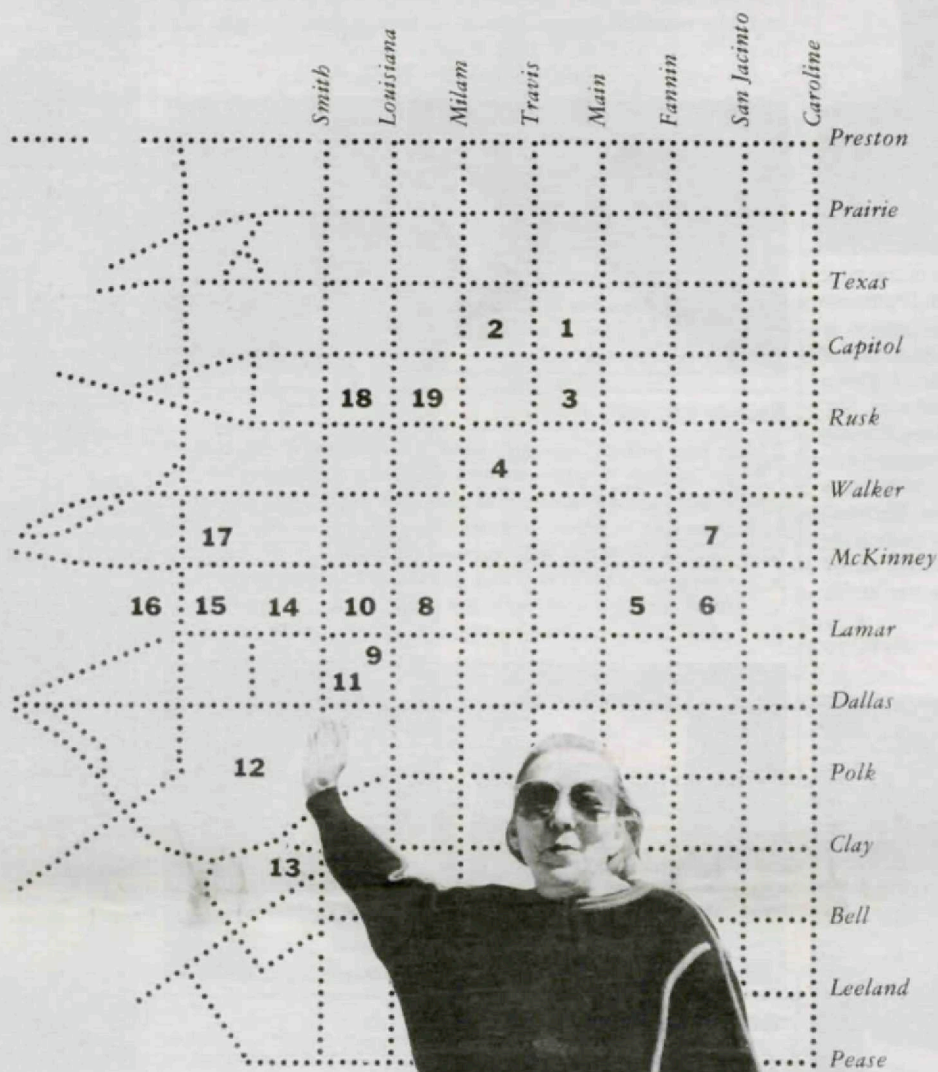 Smith
Louisiana
Milam
Travis
Main
Fannin
San Jacinto
Caroline
Preston
Prairie
Texas
2 1
Capitol
18 19 3
Rusk
4
Walker
17 7
McKinney
16 15 14 10 8 5 6
Lamar
9
11
Dallas
12
Polk
Clay
13
Bell
Leeland
Pease